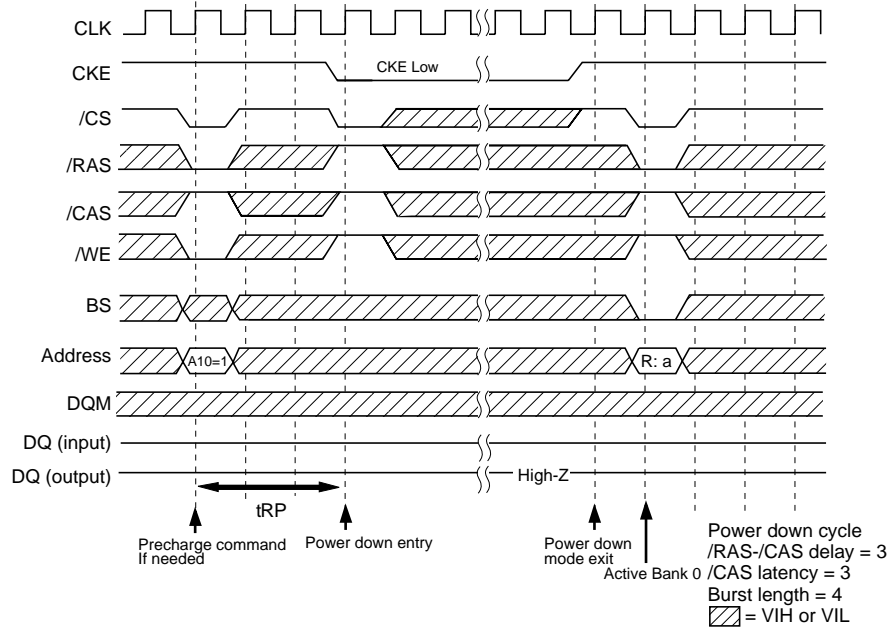 CLK
CKE
CKE Low
/CS
/RAS
/CAS
/WE
BS
Address
A10=1
R: a
DQM
DQ (input)
DQ (output)
High-Z
tRP
Precharge command
If needed
Power down entry
Power down
mode exit
Active Bank 0
Power down cycle
/RAS-/CAS delay = 3
/CAS latency = 3
Burst length = 4
= VIH or VIL